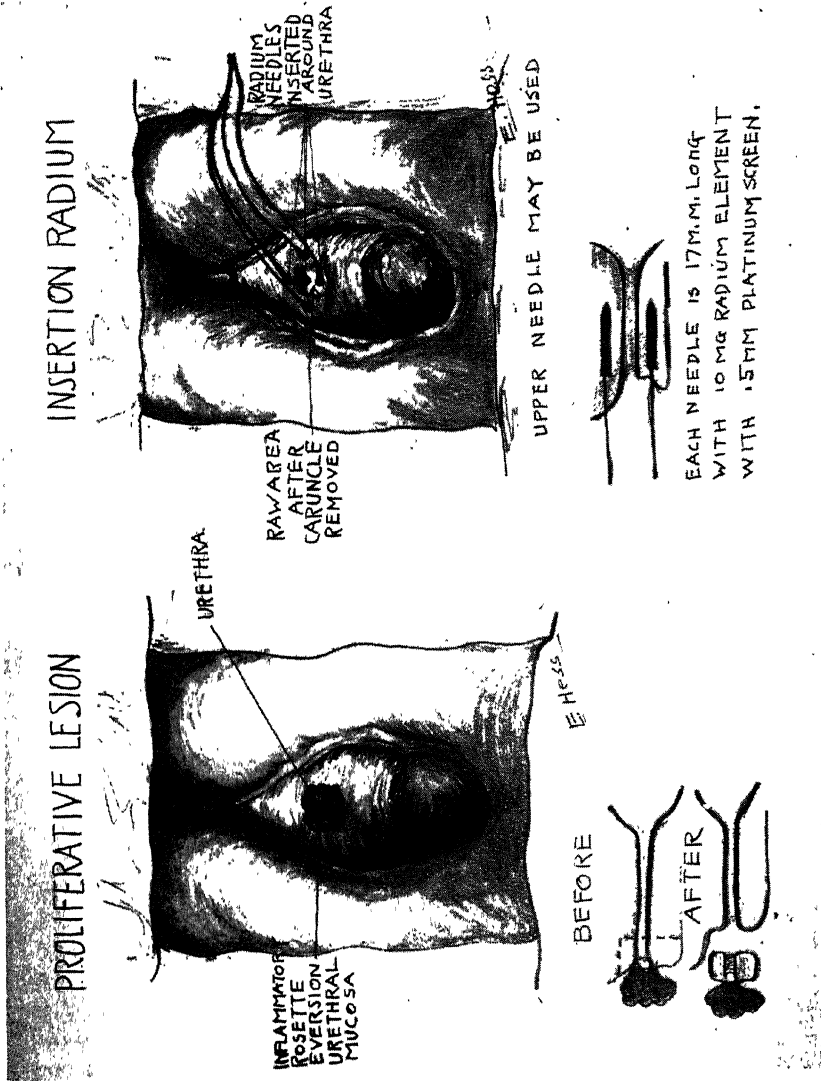 PROLIFERATIVE LESION
URETHRA.
INFLAMMATOR
ROSETTE
EVERSION
URETHRAL
MUCOSA
E Hess
BEFORE
AFTER
INSERTION RADIUM
RADIUM
NEEDLES
INSERTED
AROUND
URETHRA
RAW AREA
AFTER
CARUNCLE
REMOVED
E. Hess
UPPER NEEDLE MAY BE USED
EACH NEEDLE IS 17 M.M. LONG
WITH 10 MG RADIUM ELEMENT
WITH .5 MM PLATINUM SCREEN.